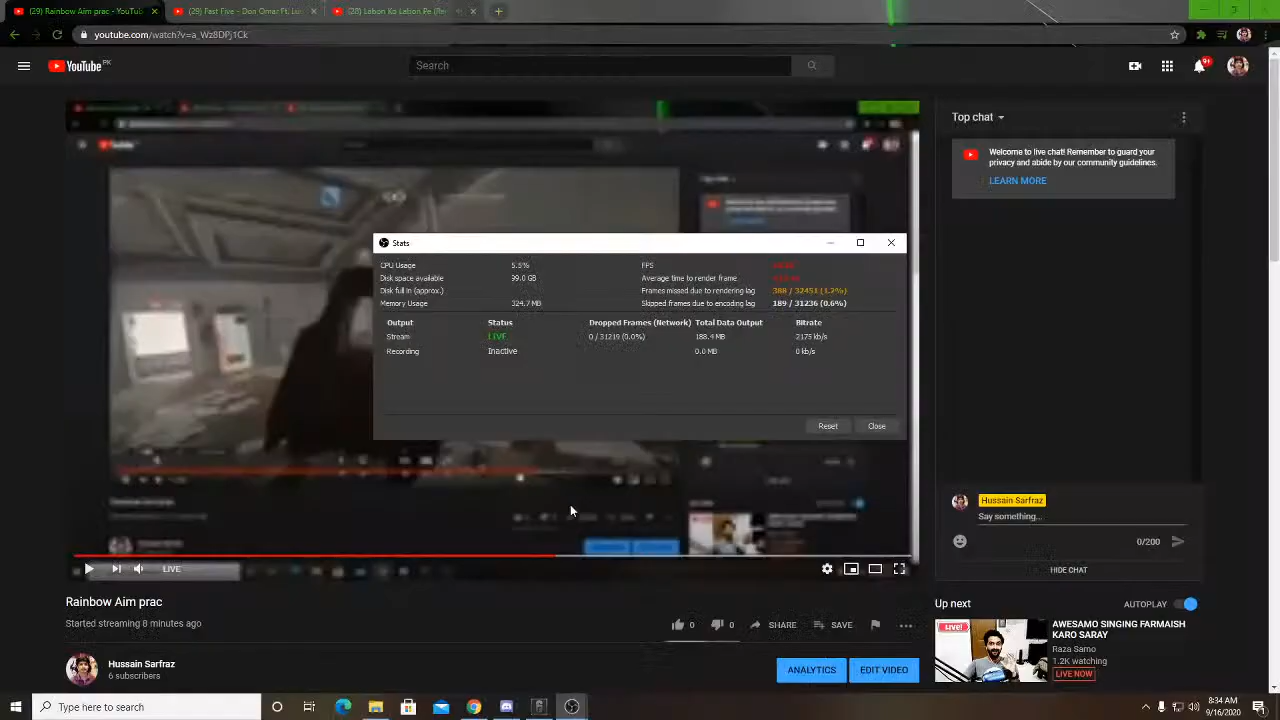 (29) Rainbow Aim prac - YouTub
(29) Fast Five - Don Omar Ft. Lu
(28) Labon Ko Labon Pe (Re
youtube.com/watch?v=a_Wz8DPJ1Ck
YouTube PK
Search
9+
Top chat
Welcome to live chat! Remember to guard your
privacy and abide by our community guidelines.
LEARN MORE
Stats
CPU Usage 5.5%
FPS
Disk space available 99.0 GB
Average time to render frame
Disk full in (approx.)
Frames missed due to rendering lag 388 / 32451 (1.2%)
Memory Usage 324.7 MB
Skipped frames due to encoding lag 189 / 31236 (0.6%)
Output Status Dropped Frames (Network) Total Data Output Bitrate
Stream LIVE 0 / 31219 (0.0%) 188.4 MB 2175 kb/s
Recording Inactive 0.0 MB 0 kb/s
Reset Close
Hussain Sarfraz
Say something...
0/200
HIDE CHAT
LIVE
Rainbow Aim prac
Started streaming 8 minutes ago
0 0 SHARE SAVE
Hussain Sarfraz
6 subscribers
ANALYTICS EDIT VIDEO
Up next AUTOPLAY
LIVE!
AWESAMO SINGING FARMAISH
KARO SARAY
Raza Samo
1.2K watching
LIVE NOW
Type here to search
8:34 AM
9/16/2020